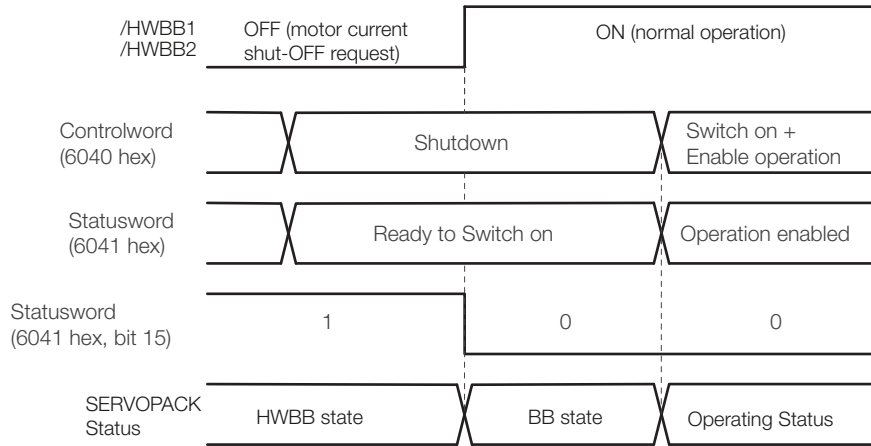 /HWBB1
/HWBB2
OFF (motor current
shut-OFF request)
ON (normal operation)
Controlword
(6040 hex)
Shutdown
Switch on +
Enable operation
Statusword
(6041 hex)
Ready to Switch on
Operation enabled
Statusword
(6041 hex, bit 15)
1
0
0
SERVOPACK
Status
HWBB state
BB state
Operating Status